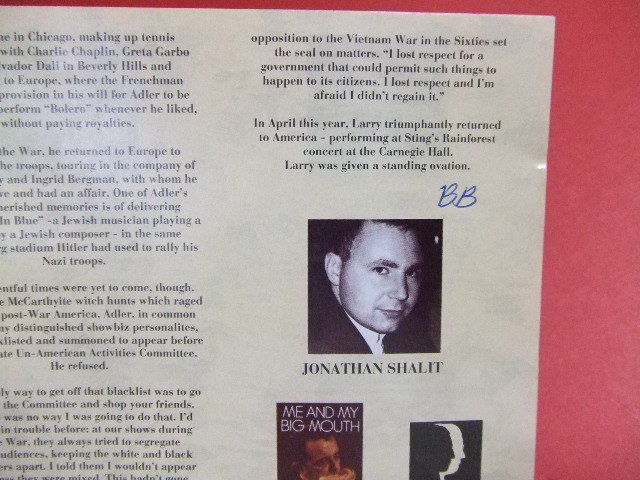 ne in Chicago, making up tennis
with Charlie Chaplin, Greta Garbo
vador Dali in Beverly Hills and
to Europe, where the Frenchman
provision in his will for Adler to be
perform "Bolero" whenever he liked,
without paying royalties.
the War, he returned to Europe to
he troops, touring in the company of
y and Ingrid Bergman, with whom he
ve and had an affair. One of Adler's
herished memories is of delivering
In Blue" -a Jewish musician playing a
y a Jewish composer - in the same
rg stadium Hitler had used to rally his
Nazi troops.
entful times were yet to come, though.
e McCarthyite witch hunts which raged
post-War America, Adler, in common
ny distinguished showbiz personalites,
klisted and summoned to appear before
ate Un-American Activities Committee.
He refused.
ly way to get off that blacklist was to go
the Committee and shop your friends.
was no way I was going to do that. I'd
in trouble before: at our shows during
e War, they always tried to segregate
udiences, keeping the white and black
ers apart. I told them I wouldn't appear
ess they were mixed. This hadn't gone
opposition to the Vietnam War in the Sixties set
the seal on matters. "I lost respect for a
government that could permit such things to
happen to its citizens. I lost respect and I'm
afraid I didn't regain it."
In April this year, Larry triumphantly returned
to America - performing at Sting's Rainforest
concert at the Carnegie Hall.
Larry was given a standing ovation.
BB
JONATHAN SHALIT
ME AND MY
BIG MOUTH